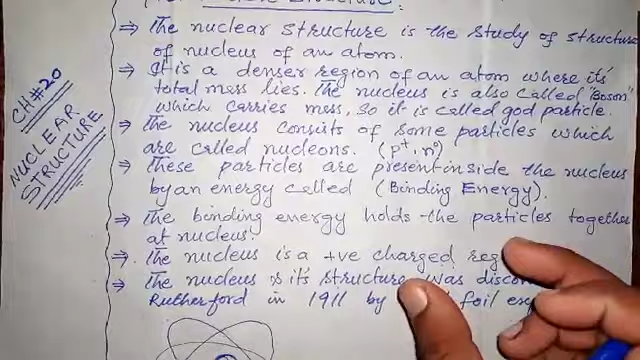 CH#20
NUCLEAR
STRUCTURE
⇒ The nuclear structure is the study of structure
of nucleus of an atom.
⇒ It is a denser region of an atom where it's
total mass lies. The nucleus is also called "Boson"
which carries mess, so it is called god particle.
⇒ The nucleus consits of some particles which
are called nucleons. (p⁺, n⁰)
⇒ These particles are present inside the nucleus
by an energy called (Binding Energy).
⇒ The binding energy holds the particles together
at nucleus.
⇒ The nucleus is a +ve charged
⇒ The nucleus & it's structure was
Rutherford in 1911 by foil